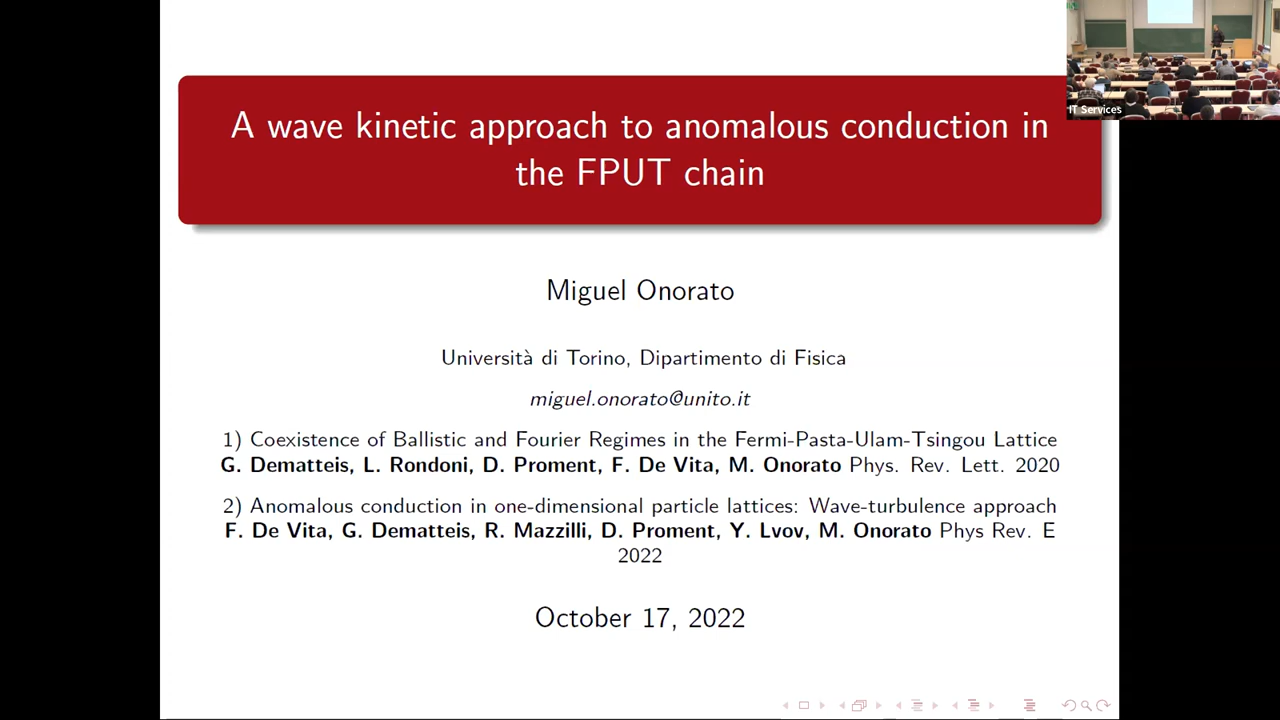 A wave kinetic approach to anomalous conduction in
the FPUT chain
IT Services
Miguel Onorato
Università di Torino, Dipartimento di Fisica
miguel.onorato@unito.it
1) Coexistence of Ballistic and Fourier Regimes in the Fermi-Pasta-Ulam-Tsingou Lattice
G. Dematteis, L. Rondoni, D. Proment, F. De Vita, M. Onorato Phys. Rev. Lett. 2020
2) Anomalous conduction in one-dimensional particle lattices: Wave-turbulence approach
F. De Vita, G. Dematteis, R. Mazzilli, D. Proment, Y. Lvov, M. Onorato Phys Rev. E
2022
October 17, 2022